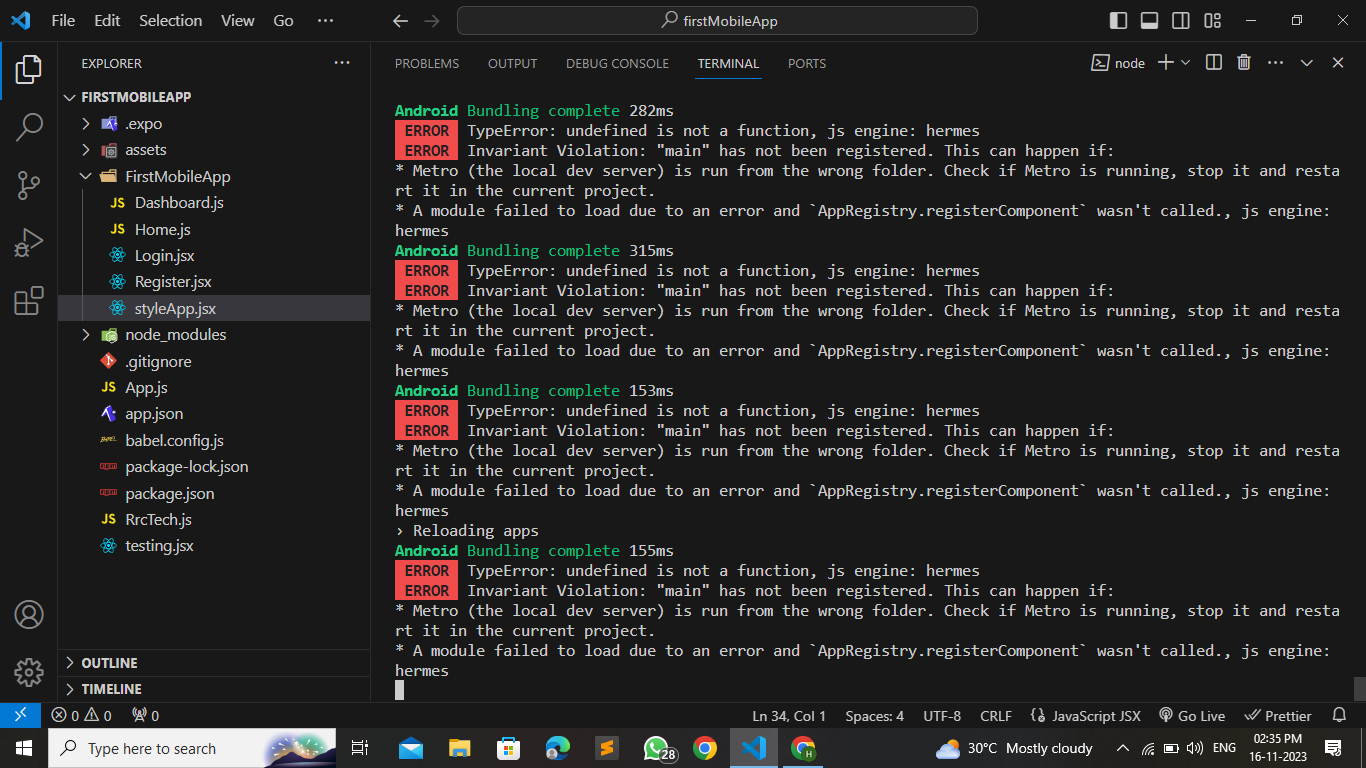 File Edit Selection View Go ···
firstMobileApp
EXPLORER
FIRSTMOBILEAPP
.expo
assets
FirstMobileApp
JS Dashboard.js
JS Home.js
Login.jsx
Register.jsx
styleApp.jsx
node_modules
.gitignore
JS App.js
app.json
babel.config.js
package-lock.json
package.json
JS RrcTech.js
testing.jsx
OUTLINE
TIMELINE
PROBLEMS OUTPUT DEBUG CONSOLE TERMINAL PORTS
node
Android Bundling complete 282ms
ERROR TypeError: undefined is not a function, js engine: hermes
ERROR Invariant Violation: "main" has not been registered. This can happen if:
* Metro (the local dev server) is run from the wrong folder. Check if Metro is running, stop it and resta
rt it in the current project.
* A module failed to load due to an error and `AppRegistry.registerComponent` wasn't called., js engine:
hermes
Android Bundling complete 315ms
ERROR TypeError: undefined is not a function, js engine: hermes
ERROR Invariant Violation: "main" has not been registered. This can happen if:
* Metro (the local dev server) is run from the wrong folder. Check if Metro is running, stop it and resta
rt it in the current project.
* A module failed to load due to an error and `AppRegistry.registerComponent` wasn't called., js engine:
hermes
Android Bundling complete 153ms
ERROR TypeError: undefined is not a function, js engine: hermes
ERROR Invariant Violation: "main" has not been registered. This can happen if:
* Metro (the local dev server) is run from the wrong folder. Check if Metro is running, stop it and resta
rt it in the current project.
* A module failed to load due to an error and `AppRegistry.registerComponent` wasn't called., js engine:
hermes
› Reloading apps
Android Bundling complete 155ms
ERROR TypeError: undefined is not a function, js engine: hermes
ERROR Invariant Violation: "main" has not been registered. This can happen if:
* Metro (the local dev server) is run from the wrong folder. Check if Metro is running, stop it and resta
rt it in the current project.
* A module failed to load due to an error and `AppRegistry.registerComponent` wasn't called., js engine:
hermes
0 0 0 Ln 34, Col 1 Spaces: 4 UTF-8 CRLF JavaScript JSX Go Live Prettier
Type here to search
28
H
30°C Mostly cloudy
ENG
02:35 PM
16-11-2023